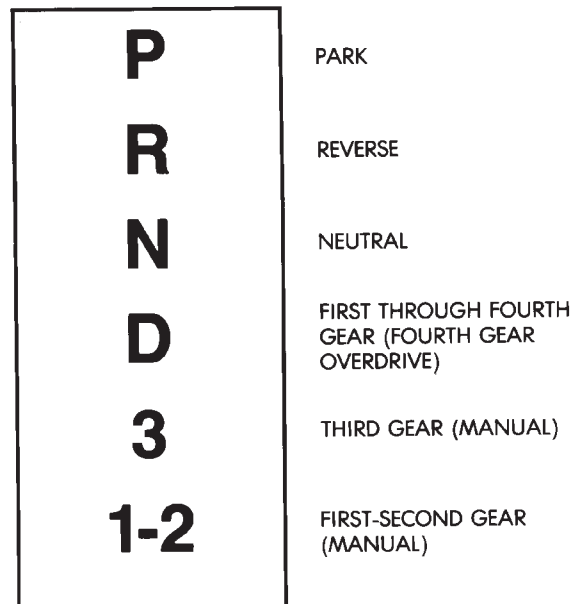 P PARK
R REVERSE
N NEUTRAL
D FIRST THROUGH FOURTH
GEAR (FOURTH GEAR
OVERDRIVE)
3 THIRD GEAR (MANUAL)
1-2 FIRST-SECOND GEAR
(MANUAL)